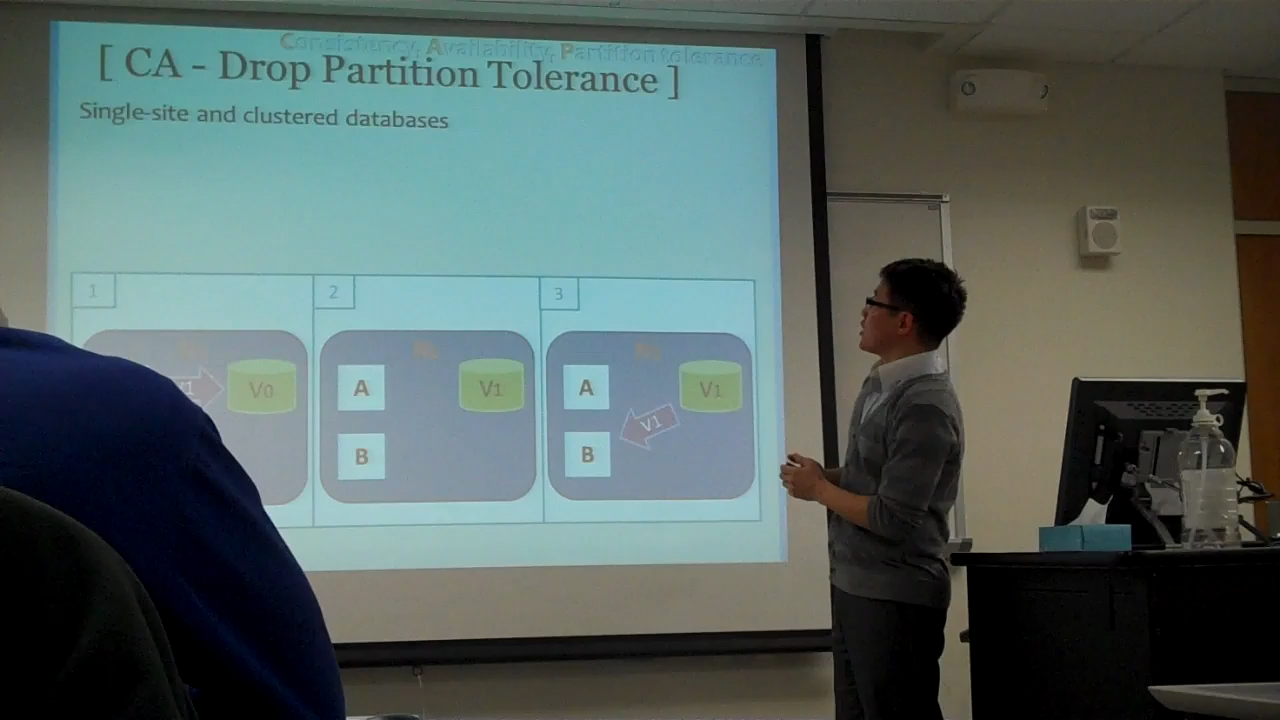 Consistency, Availability, Partition tolerance
[ CA - Drop Partition Tolerance ]
Single-site and clustered databases
1
2
3
V1
V0
A
V1
B
A
V1
V1
B